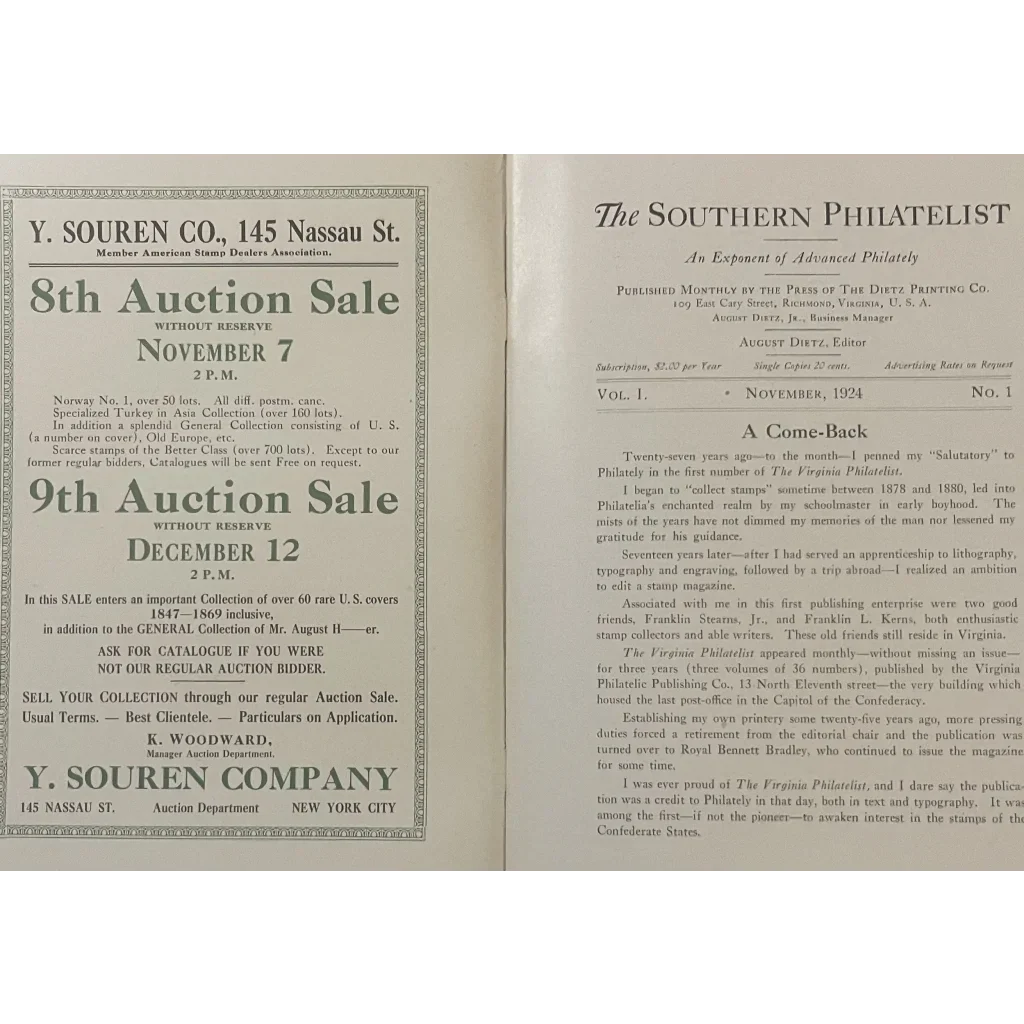 Y. SOUREN CO., 145 Nassau St.
Member American Stamp Dealers Association.
8th Auction Sale
WITHOUT RESERVE
NOVEMBER 7
2 P.M.
Norway No. 1, over 50 lots. All diff. postm. canc.
Specialized Turkey in Asia Collection (over 160 lots).
In addition a splendid General Collection consisting of U. S.
(a number on cover), Old Europe, etc.
Scarce stamps of the Better Class (over 700 lots). Except to our
former regular bidders, Catalogues will be sent Free on request.
9th Auction Sale
WITHOUT RESERVE
DECEMBER 12
2 P.M.
In this SALE enters an important Collection of over 60 rare U. S. covers
1847—1869 inclusive,
in addition to the GENERAL Collection of Mr. August H——er.
ASK FOR CATALOGUE IF YOU WERE
NOT OUR REGULAR AUCTION BIDDER.
SELL YOUR COLLECTION through our regular Auction Sale.
Usual Terms. — Best Clientele. — Particulars on Application.
K. WOODWARD,
Manager Auction Department.
Y. SOUREN COMPANY
145 NASSAU ST. Auction Department NEW YORK CITY
The SOUTHERN PHILATELIST
An Exponent of Advanced Philately
PUBLISHED MONTHLY BY THE PRESS OF THE DIETZ PRINTING CO.
109 East Cary Street, RICHMOND, VIRGINIA, U. S. A.
AUGUST DIETZ, JR., Business Manager
AUGUST DIETZ, Editor
Subscription, $2.00 per Year Single Copies 20 cents. Advertising Rates on Request
VOL. I. NOVEMBER, 1924 NO. 1
A Come-Back
Twenty-seven years ago—to the month—I penned my "Salutatory" to
Philately in the first number of The Virginia Philatelist.
I began to "collect stamps" sometime between 1878 and 1880, led into
Philatelia's enchanted realm by my schoolmaster in early boyhood. The
mists of the years have not dimmed my memories of the man nor lessened my
gratitude for his guidance.
Seventeen years later—after I had served an apprenticeship to lithography,
typography and engraving, followed by a trip abroad—I realized an ambition
to edit a stamp magazine.
Associated with me in this first publishing enterprise were two good
friends, Franklin Stearns, Jr., and Franklin L. Kerns, both enthusiastic
stamp collectors and able writers. These old friends still reside in Virginia.
The Virginia Philatelist appeared monthly—without missing an issue—
for three years (three volumes of 36 numbers), published by the Virginia
Philatelic Publishing Co., 13 North Eleventh street—the very building which
housed the last post-office in the Capitol of the Confederacy.
Establishing my own printery some twenty-five years ago, more pressing
duties forced a retirement from the editorial chair and the publication was
turned over to Royal Bennett Bradley, who continued to issue the magazine
for some time.
I was ever proud of The Virginia Philatelist, and I dare say the publica-
tion was a credit to Philately in that day, both in text and typography. It was
among the first—if not the pioneer—to awaken interest in the stamps of the
Confederate States.